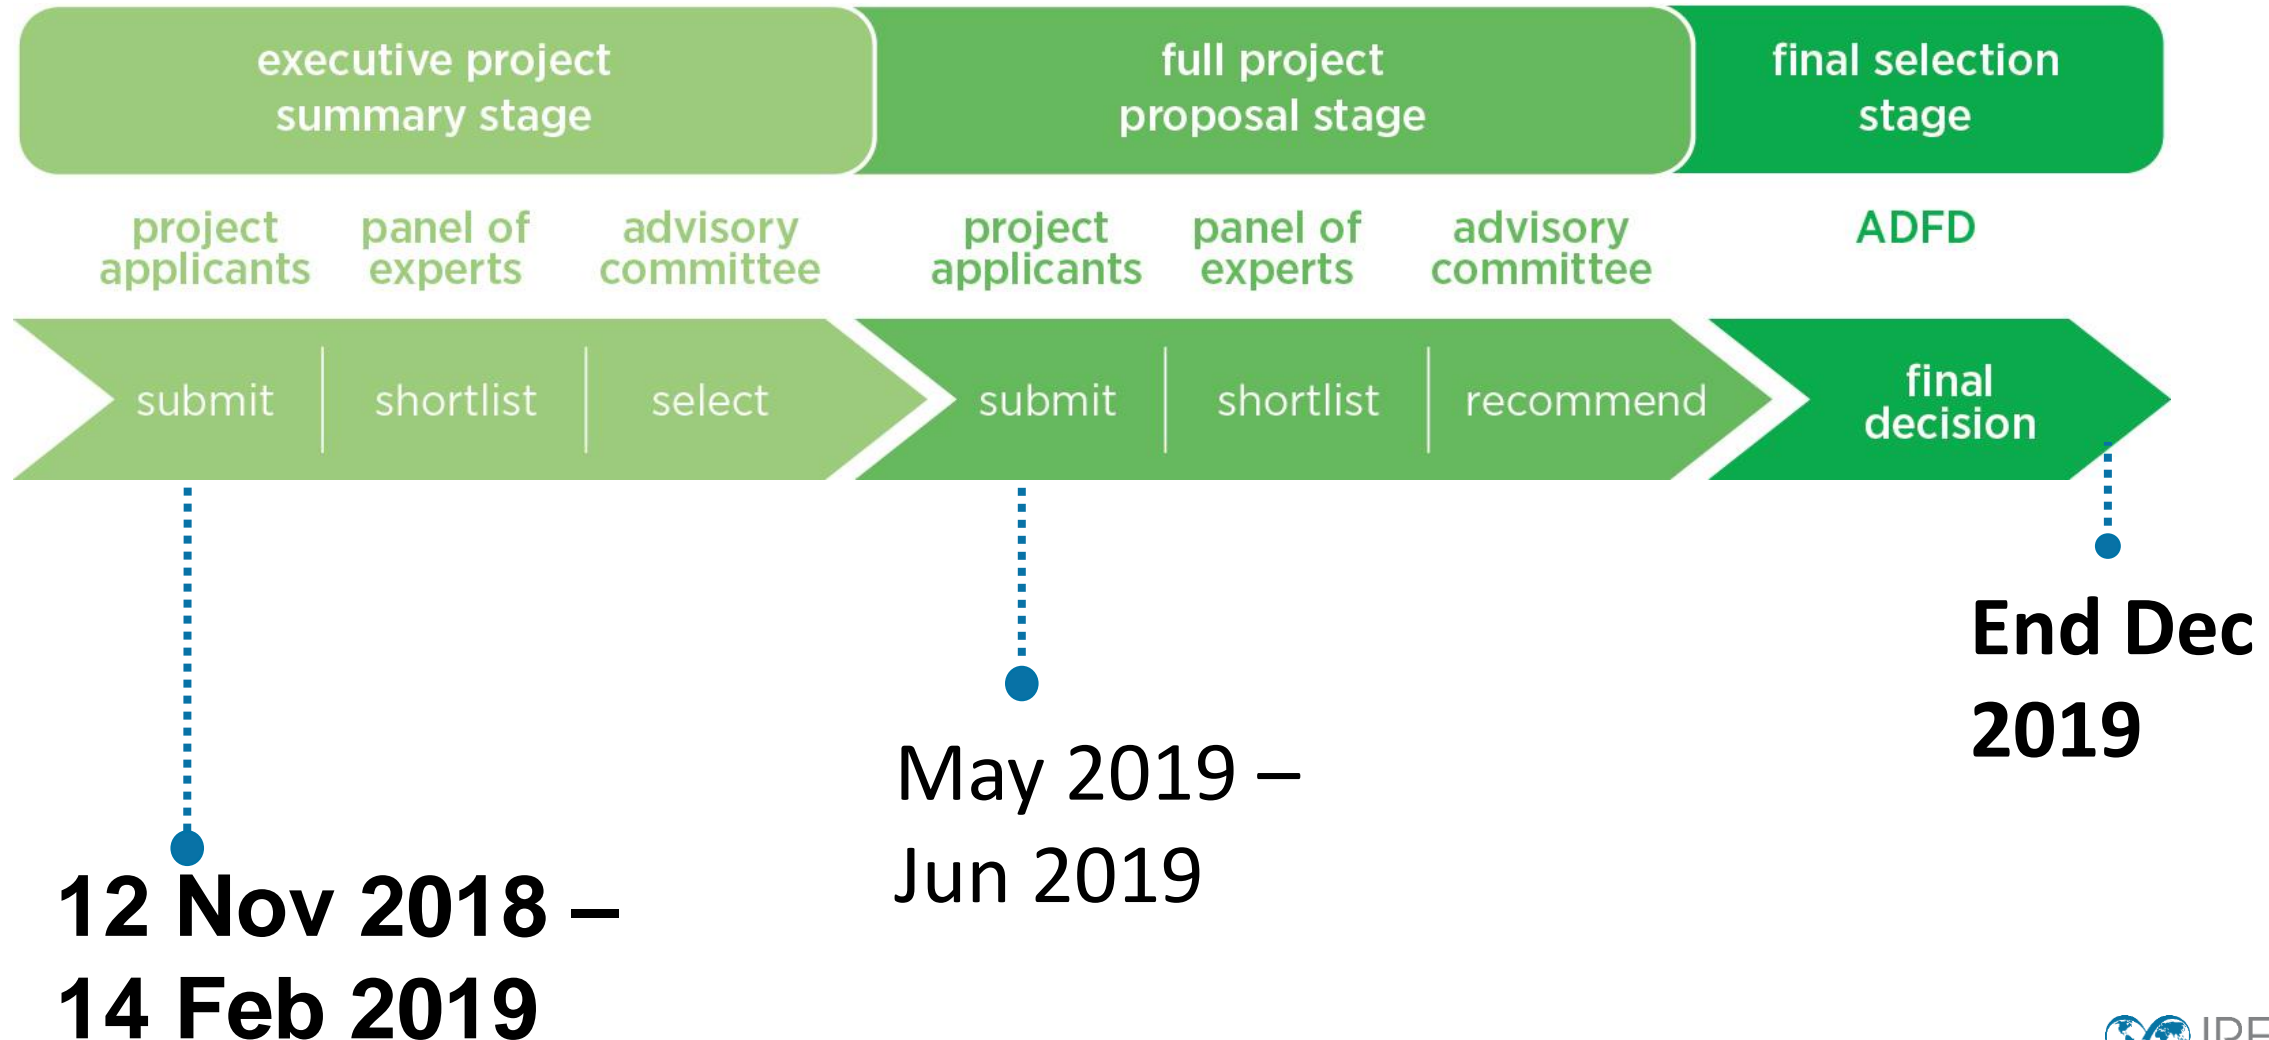 executive project
summary stage
full project
proposal stage
final selection
stage
project
applicants
panel of
experts
advisory
committee
project
applicants
panel of
experts
advisory
committee
ADFD
submit
shortlist
select
submit
shortlist
recommend
final
decision
End Dec
2019
May 2019 –
Jun 2019
12 Nov 2018 –
14 Feb 2019